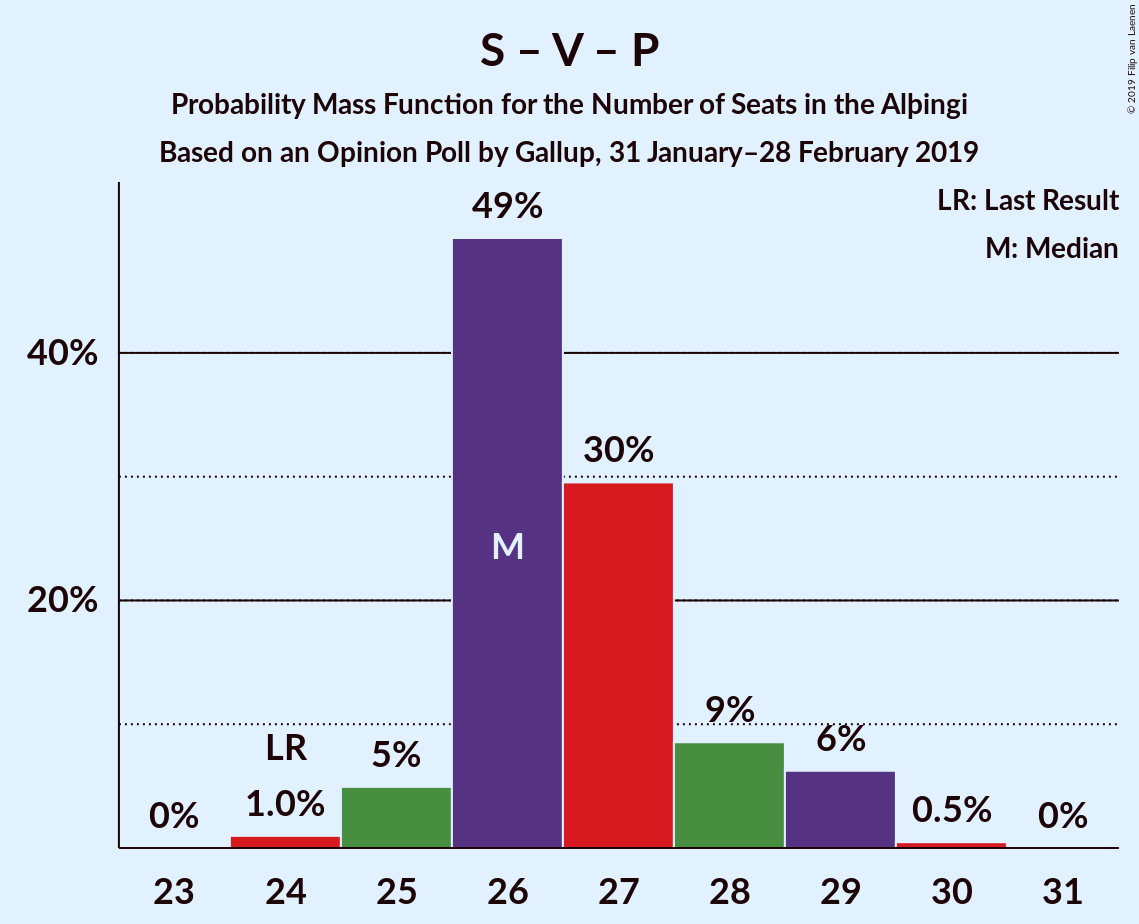 S – V – P
Probability Mass Function for the Number of Seats in the Alþingi
Based on an Opinion Poll by Gallup, 31 January–28 February 2019
© 2019 Filip van Laenen
LR: Last Result
M: Median
49%
40%
30%
M
20%
9%
6%
LR
5%
1.0%
0.5%
0%
0%
23 24 25 26 27 28 29 30 31